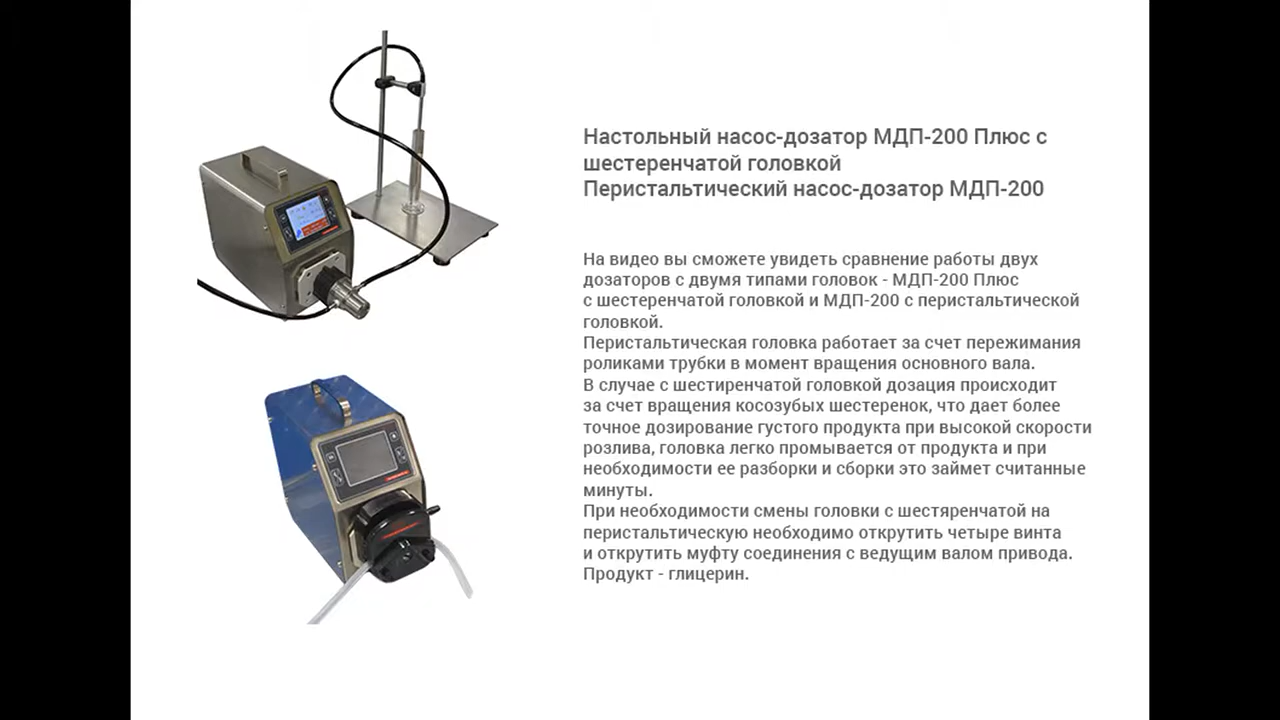 Настольный насос-дозатор МДП-200 Плюс с
шестеренчатой головкой
Перистальтический насос-дозатор МДП-200
На видео вы сможете увидеть сравнение работы двух
дозаторов с двумя типами головок - МДП-200 Плюс
с шестеренчатой головкой и МДП-200 с перистальтической
головкой.
Перистальтическая головка работает за счет пережимания
роликами трубки в момент вращения основного вала.
В случае с шестиренчатой головкой дозация происходит
за счет вращения косозубых шестеренок, что дает более
точное дозирование густого продукта при высокой скорости
розлива, головка легко промывается от продукта и при
необходимости ее разборки и сборки это займет считанные
минуты.
При необходимости смены головки с шестяренчатой на
перистальтическую необходимо открутить четыре винта
и открутить муфту соединения с ведущим валом привода.
Продукт - глицерин.